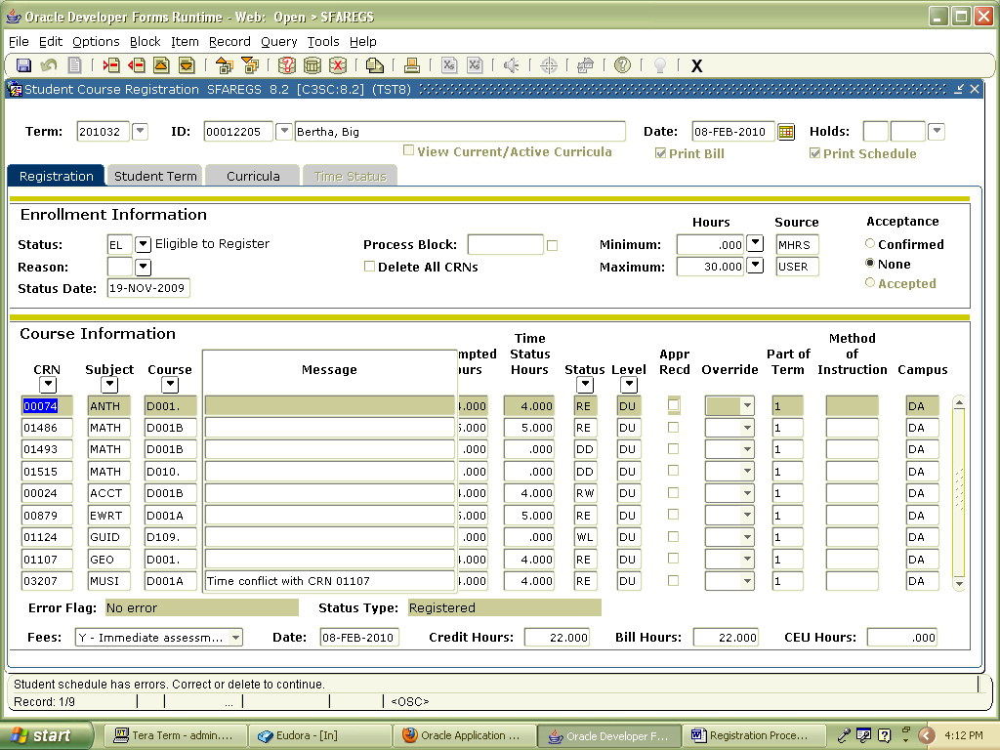 Oracle Developer Forms Runtime - Web: Open > SFAREGS
File Edit Options Block Item Record Query Tools Help
X
Student Course Registration SFAREGS 8.2 [C3SC:8.2] (TST8)
Term: 201032 ID: 00012205 Bertha, Big Date: 08-FEB-2010 Holds:
View Current/Active Curricula Print Bill Print Schedule
Registration Student Term Curricula Time Status
Enrollment Information
Hours Source Acceptance
Status: EL Eligible to Register Process Block: Minimum: .000 MHRS Confirmed
Reason: Delete All CRNs Maximum: 30.000 USER None
Status Date: 19-NOV-2009 Accepted
Course Information
Time Method
mpted Status Appr Part of of
CRN Subject Course Message ours Hours Status Level Recd Override Term Instruction Campus
00074 ANTH D001. 4.000 4.000 RE DU 1 DA
01486 MATH D001B 5.000 5.000 RE DU 1 DA
01493 MATH D001B .000 .000 DD DU 1 DA
01515 MATH D010. .000 .000 DD DU 1 DA
00024 ACCT D001B 4.000 4.000 RW DU 1 DA
00879 EWRT D001A 5.000 5.000 RE DU 1 DA
01124 GUID D109. .000 .000 WL DU 1 DA
01107 GEO D001. 4.000 4.000 RE DU 1 DA
03207 MUSI D001A Time conflict with CRN 01107 4.000 4.000 RE DU 1 DA
Error Flag: No error Status Type: Registered
Fees: Y - Immediate assessm... Date: 08-FEB-2010 Credit Hours: 22.000 Bill Hours: 22.000 CEU Hours: .000
Student schedule has errors. Correct or delete to continue.
Record: 1/9 ... <OSC>
start Tera Term - admin.... Eudora - [In] Oracle Application ... Oracle Developer F... Registration Proce... 4:12 PM